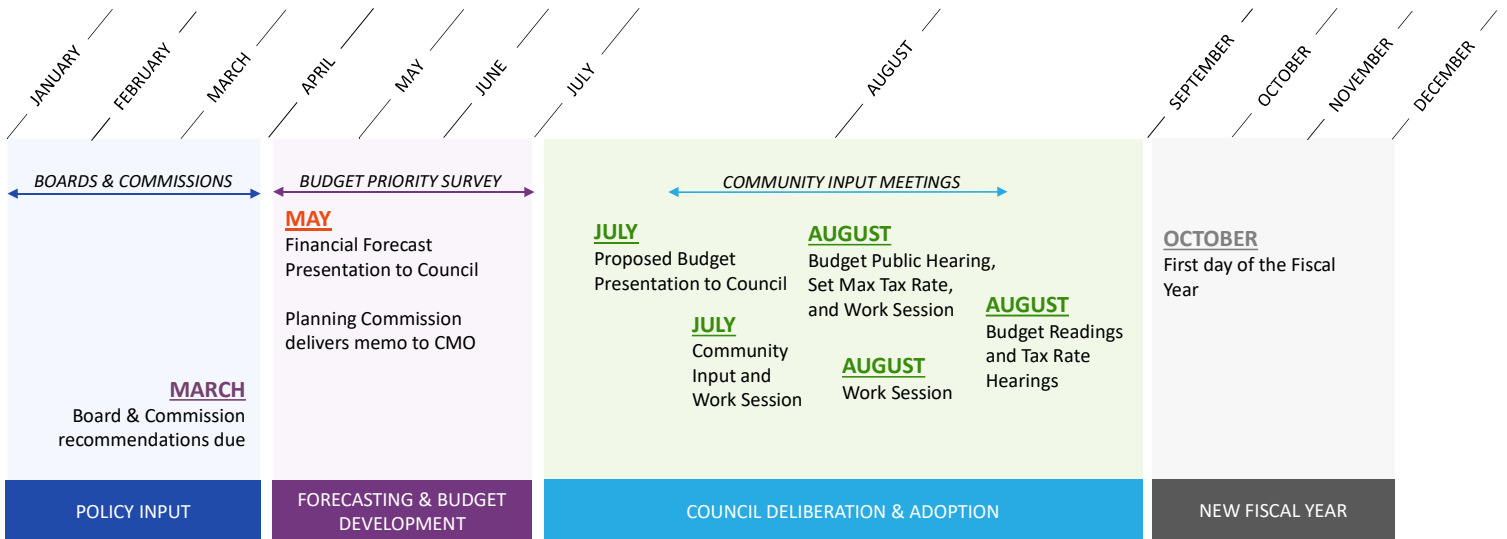 JANUARY
FEBRUARY
MARCH
APRIL
MAY
JUNE
JULY
AUGUST
SEPTEMBER
OCTOBER
NOVEMBER
DECEMBER
BOARDS & COMMISSIONS
MARCH
Board & Commission
recommendations due
POLICY INPUT
BUDGET PRIORITY SURVEY
MAY
Financial Forecast
Presentation to Council
Planning Commission
delivers memo to CMO
FORECASTING & BUDGET
DEVELOPMENT
COMMUNITY INPUT MEETINGS
JULY
Proposed Budget
Presentation to Council
JULY
Community
Input and
Work Session
AUGUST
Budget Public Hearing,
Set Max Tax Rate,
and Work Session
AUGUST
Work Session
AUGUST
Budget Readings
and Tax Rate
Hearings
COUNCIL DELIBERATION & ADOPTION
OCTOBER
First day of the Fiscal
Year
NEW FISCAL YEAR